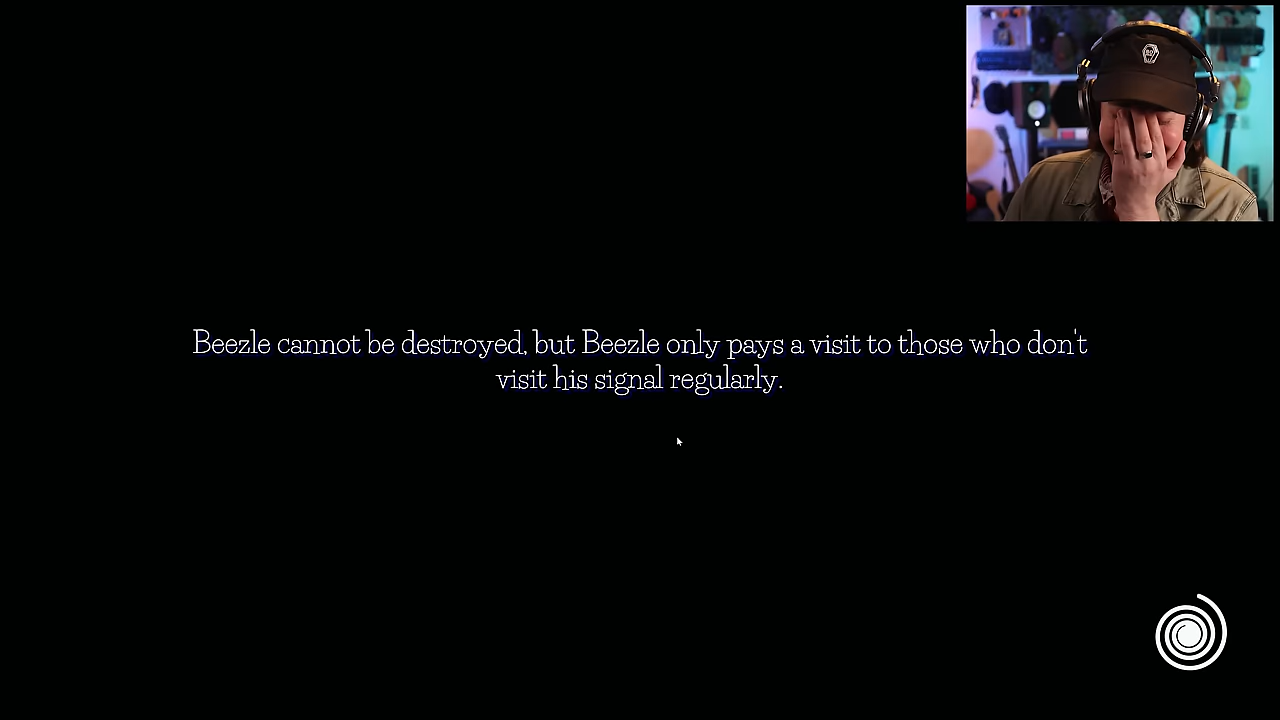 Beezle cannot be destroyed, but Beezle only pays a visit to those who don't
visit his signal regularly.